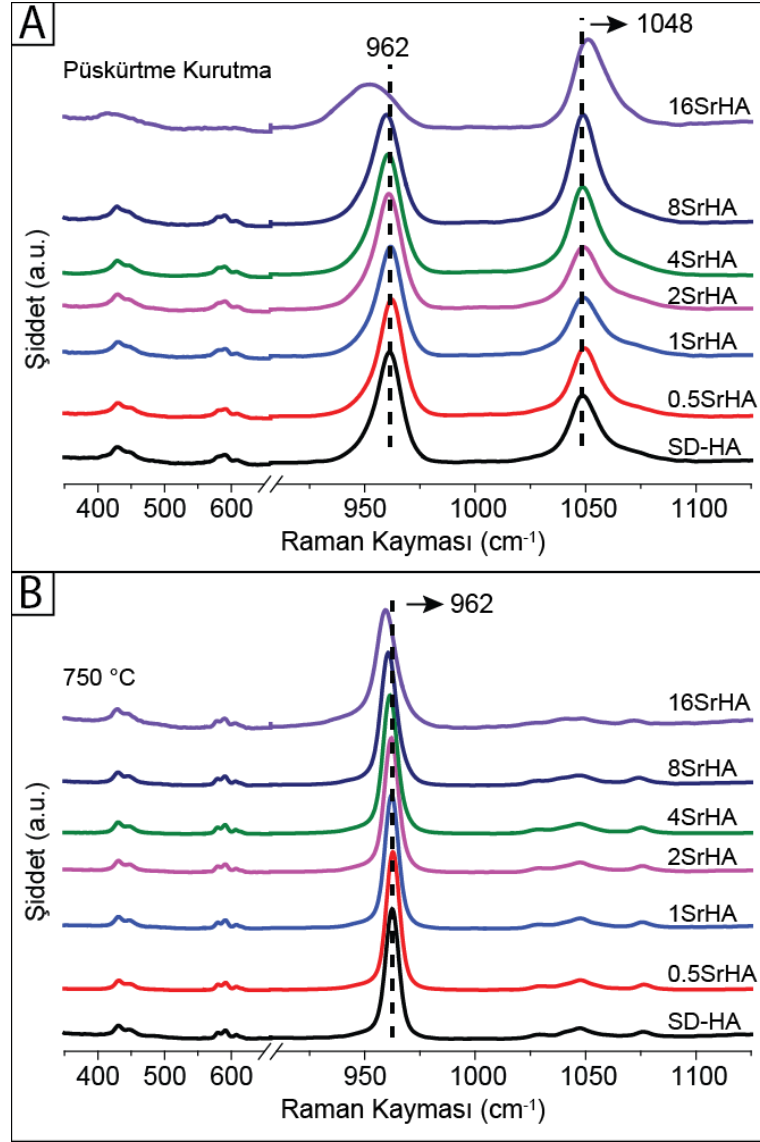 A
962
→ 1048
Püskürtme Kurutma
16SrHA
8SrHA
4SrHA
2SrHA
1SrHA
0.5SrHA
SD-HA
Şiddet (a.u.)
400 500 600 950 1000 1050 1100
Raman Kayması (cm⁻¹)
B
→ 962
750 °C
16SrHA
8SrHA
4SrHA
2SrHA
1SrHA
0.5SrHA
SD-HA
Şiddet (a.u.)
400 500 600 950 1000 1050 1100
Raman Kayması (cm⁻¹)